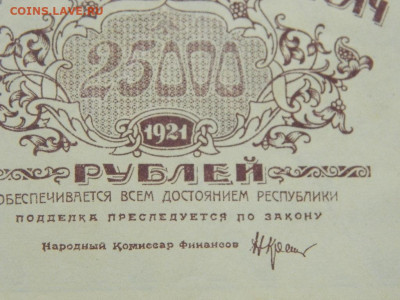 COINS.LAVE.RU
25000
1921
РУБЛЕЙ
ОБЕСПЕЧИВАЕТСЯ ВСЕМ ДОСТОЯНИЕМ РЕСПУБЛИКИ
ПОДДЕЛКА ПРЕСЛЕДУЕТСЯ ПО ЗАКОНУ
Народный Комиссар Финансов